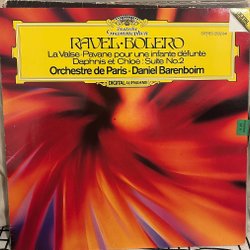 Deutsche
Grammophon
RAVEL·BOLERO
La Valse·Pavane pour une infante défunte
Daphnis et Chloé: Suite No.2
Orchestre de Paris·Daniel Barenboim
DIGITAL